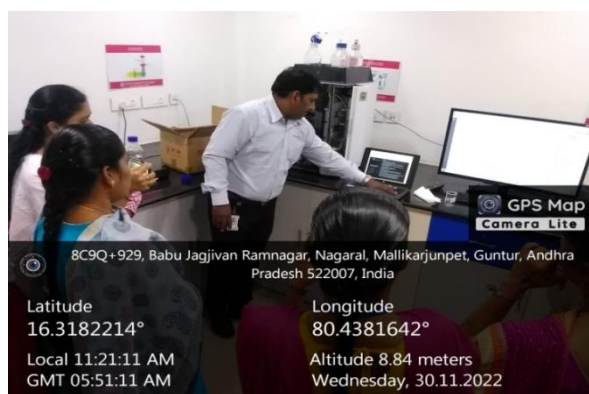 GPS Map
Camera Lite
8C9Q+929, Babu Jagjivan Ramnagar, Nagaral, Mallikarjunpet, Guntur, Andhra
Pradesh 522007, India
Latitude
16.3182214°
Longitude
80.4381642°
Local 11:21:11 AM
GMT 05:51:11 AM
Altitude 8.84 meters
Wednesday, 30.11.2022